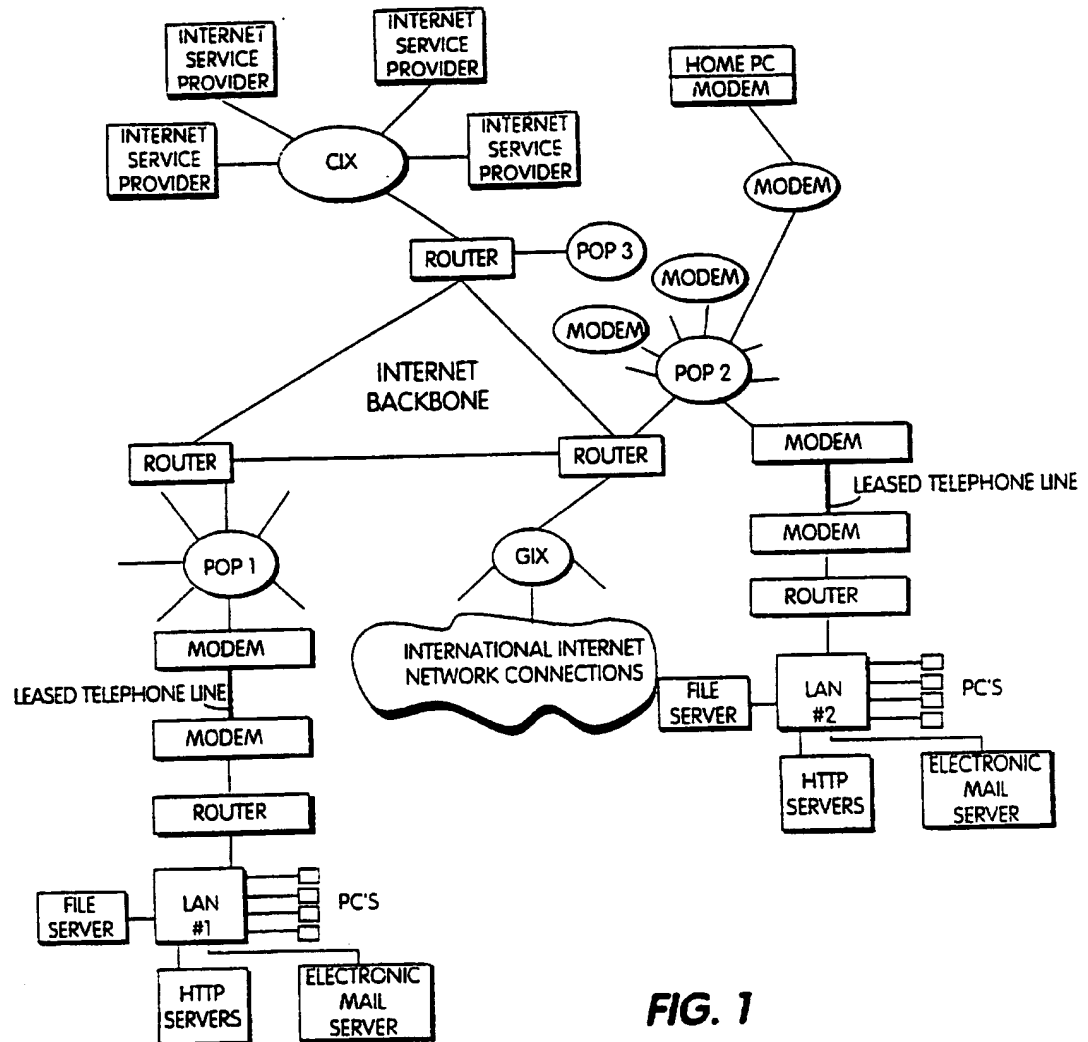 INTERNET
SERVICE
PROVIDER
INTERNET
SERVICE
PROVIDER
HOME PC
MODEM
INTERNET
SERVICE
PROVIDER
CIX
INTERNET
SERVICE
PROVIDER
MODEM
ROUTER
POP 3
MODEM
MODEM
POP 2
INTERNET
BACKBONE
ROUTER
ROUTER
MODEM
LEASED TELEPHONE LINE
MODEM
POP 1
GIX
ROUTER
MODEM
INTERNATIONAL INTERNET
NETWORK CONNECTIONS
LEASED TELEPHONE LINE
FILE
SERVER
LAN
#2
PC'S
MODEM
HTTP
SERVERS
ELECTRONIC
MAIL
SERVER
ROUTER
FILE
SERVER
LAN
#1
PC'S
HTTP
SERVERS
ELECTRONIC
MAIL
SERVER
FIG. 1